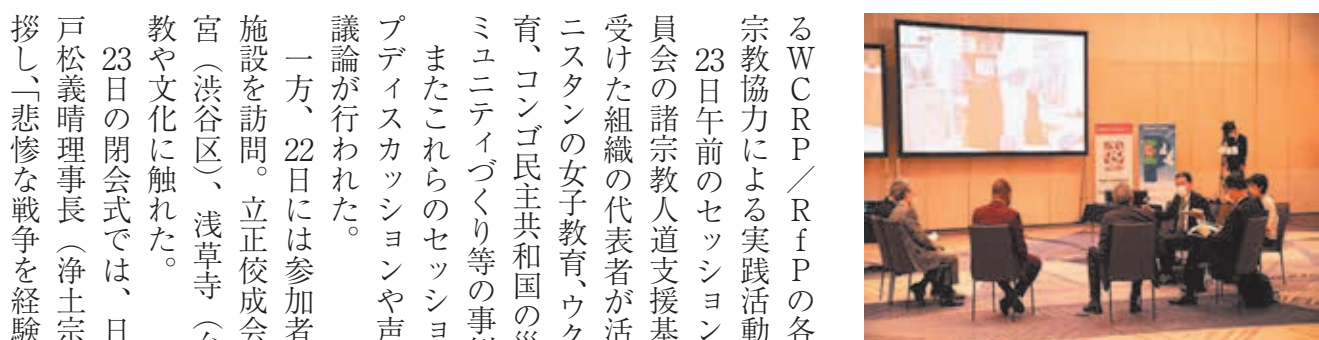 るWCRP/RfPの各
宗教協力による実践活動
23日午前のセッション
員会の諸宗教人道支援基
受けた組織の代表者が活
ニスタンの女子教育、ウク
育、コンゴ民主共和国の災
ミュニティづくり等の事例
またこれらのセッショ
プディスカッションや声
議論が行われた。
一方、22日には参加者
施設を訪問。立正佼成会
宮（渋谷区）、浅草寺（台
教や文化に触れた。
23日の閉会式では、日
戸松義晴理事長（浄土宗
拶し、「悲惨な戦争を経験